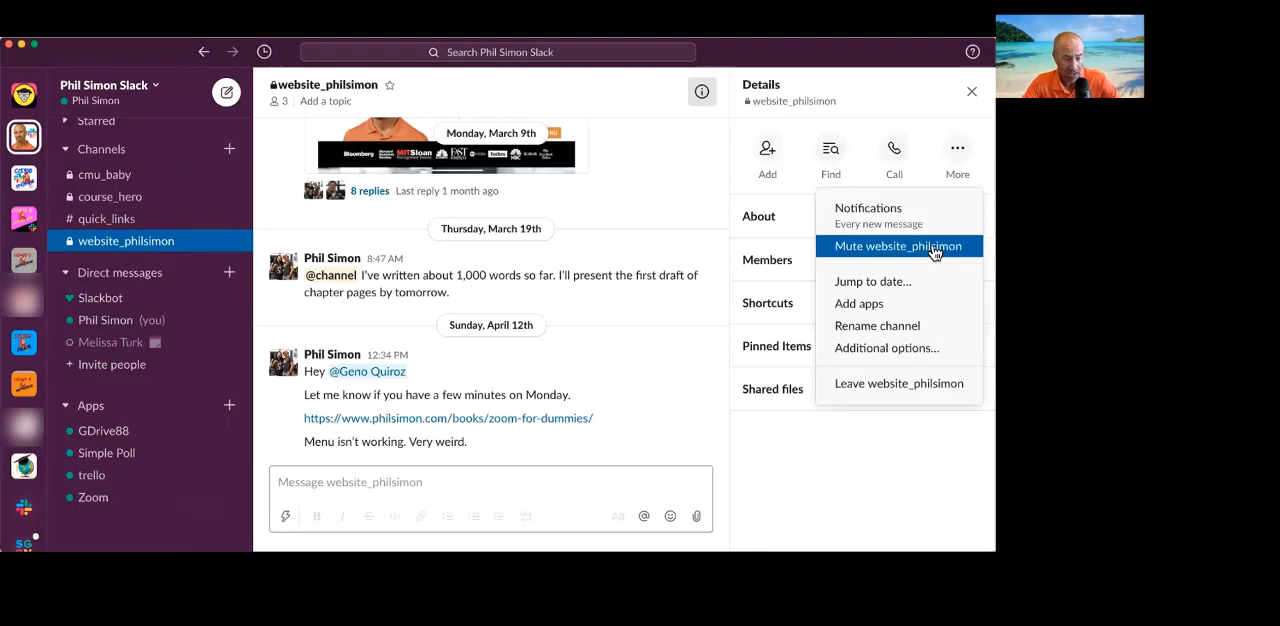 Search Phil Simon Slack
Phil Simon Slack
Phil Simon
Starred
Channels
cmu_baby
course_hero
# quick_links
website_philsimon
Direct messages
Slackbot
Phil Simon (you)
Melissa Turk
+ Invite people
Apps
GDrive88
Simple Poll
trello
Zoom
website_philsimon
3 | Add a topic
Monday, March 9th
Bloomberg
MITSloan
NBC
8 replies Last reply 1 month ago
Thursday, March 19th
Phil Simon 8:47 AM
@channel I've written about 1,000 words so far. I'll present the first draft of
chapter pages by tomorrow.
Sunday, April 12th
Phil Simon 12:34 PM
Hey @Geno Quiroz
Let me know if you have a few minutes on Monday.
https://www.philsimon.com/books/zoom-for-dummies/
Menu isn't working. Very weird.
Message website_philsimon
Details
website_philsimon
Add
Find
Call
More
About
Members
Shortcuts
Pinned Items
Shared files
Notifications
Every new message
Mute website_philsimon
Jump to date...
Add apps
Rename channel
Additional options...
Leave website_philsimon